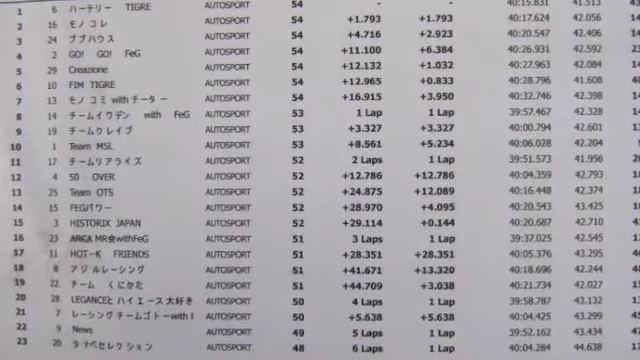 1 6 ハーテリー TIGRE AUTOSPORT 54 - - 40:15.831 41.513
2 16 モノ コレ AUTOSPORT 54 +1.793 +1.793 40:17.624 42.056
3 24 ブブハウス AUTOSPORT 54 +4.716 +2.923 40:20.547 42.406
4 2 GO! GO! FeG AUTOSPORT 54 +11.100 +6.384 40:26.931 42.592
5 29 Creazione AUTOSPORT 54 +12.132 +1.032 40:27.963 42.084
6 10 FIM TIGRE AUTOSPORT 54 +12.965 +0.833 40:28.796 41.608
7 13 モノ コミ withチーター AUTOSPORT 54 +16.915 +3.950 40:32.746 42.398
8 14 チームイワデン with FeG AUTOSPORT 53 1 Lap 1 Lap 39:57.467 42.328
9 19 チームクレイブ AUTOSPORT 53 +3.327 +3.327 40:00.794 42.601
10 1 Team MSL AUTOSPORT 53 +8.561 +5.234 40:06.028 42.204
11 17 チームリアライズ AUTOSPORT 52 2 Laps 1 Lap 39:51.573 41.956
12 4 50 OVER AUTOSPORT 52 +12.786 +12.786 40:04.359 42.793
13 25 Team OTS AUTOSPORT 52 +24.875 +12.089 40:16.448 42.374
14 15 FEGパワー AUTOSPORT 52 +28.970 +4.095 40:20.543 43.425
15 3 HISTORIX JAPAN AUTOSPORT 52 +29.114 +0.144 40:20.687 42.710
16 23 ARCA MR会withFeG AUTOSPORT 51 3 Laps 1 Lap 39:37.025 42.545
17 11 HOT-K FRIENDS AUTOSPORT 51 +28.351 +28.351 40:05.376 43.295
18 8 アジルレーシング AUTOSPORT 51 +41.671 +13.320 40:18.696 42.244
19 22 チーム くにかた AUTOSPORT 51 +44.709 +3.038 40:21.734 42.027
20 28 LEGANCEとハイエース大好き AUTOSPORT 50 4 Laps 1 Lap 39:58.787 43.132
21 7 レーシングチームゴトーwith AUTOSPORT 50 +5.638 +5.638 40:04.425 43.299
22 9 News AUTOSPORT 49 5 Laps 1 Lap 39:52.162 43.434
23 20 タナベセレクション AUTOSPORT 48 6 Laps 1 Lap 40:04.284 44.638